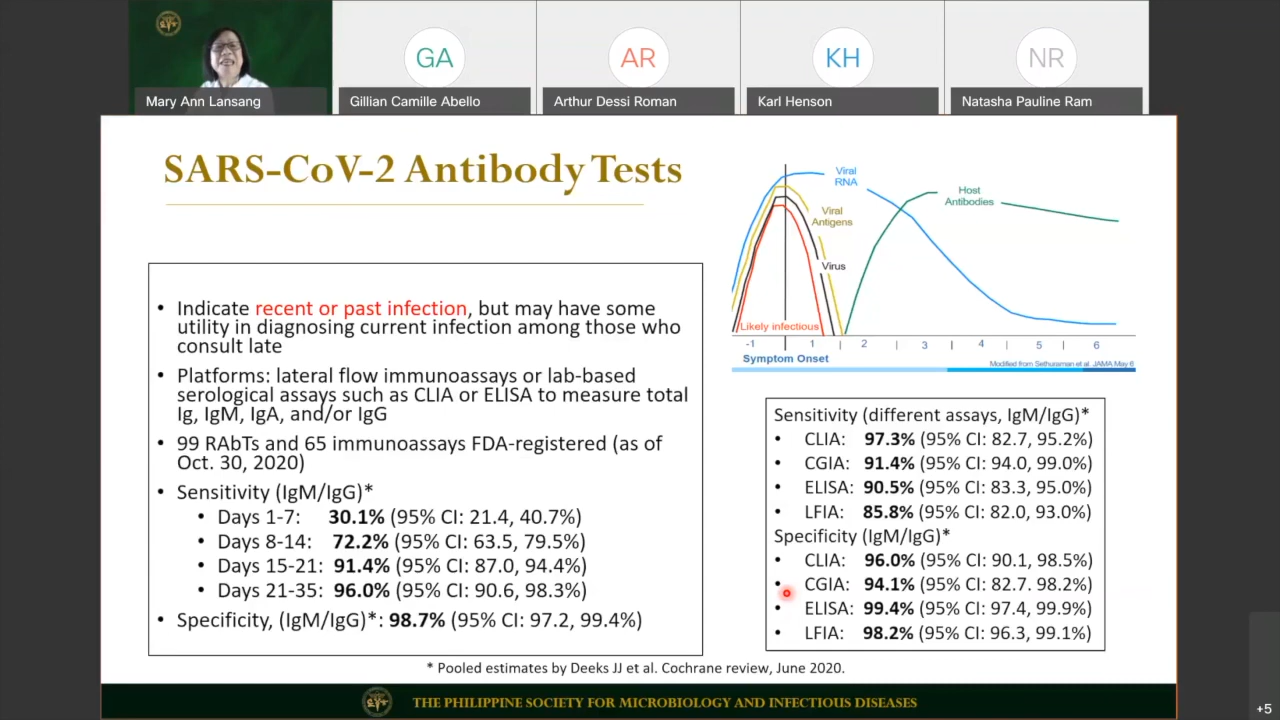 GA
AR
KH
NR
Mary Ann Lansang
Gillian Camille Abello
Arthur Dessi Roman
Karl Henson
Natasha Pauline Ram
SARS-CoV-2 Antibody Tests
• Indicate recent or past infection, but may have some
utility in diagnosing current infection among those who
consult late
• Platforms: lateral flow immunoassays or lab-based
serological assays such as CLIA or ELISA to measure total
Ig, IgM, IgA, and/or IgG
• 99 RAbTs and 65 immunoassays FDA-registered (as of
Oct. 30, 2020)
• Sensitivity (IgM/IgG)*
• Days 1-7: 30.1% (95% CI: 21.4, 40.7%)
• Days 8-14: 72.2% (95% CI: 63.5, 79.5%)
• Days 15-21: 91.4% (95% CI: 87.0, 94.4%)
• Days 21-35: 96.0% (95% CI: 90.6, 98.3%)
• Specificity, (IgM/IgG)*: 98.7% (95% CI: 97.2, 99.4%)
Viral
RNA
Host
Antibodies
Viral
Antigens
Virus
Likely infectious
-1 1 2 3 4 5 6
Symptom Onset
Modified from Sethuraman et al. JAMA May 6
Sensitivity (different assays, IgM/IgG)*
• CLIA: 97.3% (95% CI: 82.7, 95.2%)
• CGIA: 91.4% (95% CI: 94.0, 99.0%)
• ELISA: 90.5% (95% CI: 83.3, 95.0%)
• LFIA: 85.8% (95% CI: 82.0, 93.0%)
Specificity (IgM/IgG)*
• CLIA: 96.0% (95% CI: 90.1, 98.5%)
• CGIA: 94.1% (95% CI: 82.7. 98.2%)
• ELISA: 99.4% (95% CI: 97.4, 99.9%)
• LFIA: 98.2% (95% CI: 96.3, 99.1%)
* Pooled estimates by Deeks JJ et al. Cochrane review, June 2020.
THE PHILIPPINE SOCIETY FOR MICROBIOLOGY AND INFECTIOUS DISEASES
+5